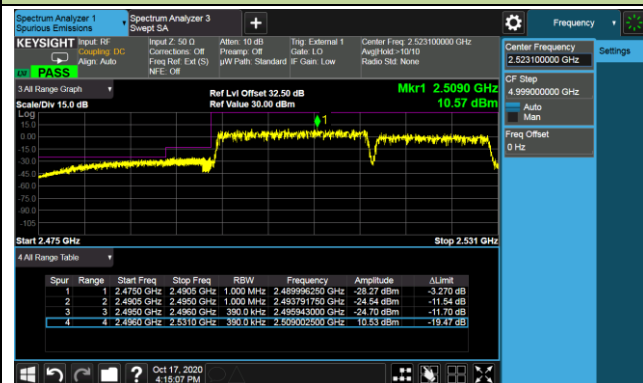 Spectrum Analyzer 1
Spurious Emissions
Spectrum Analyzer 3
Swept SA
Frequency
KEYSIGHT
Input: RF
Coupling: DC
Align: Auto
Input Z: 50 Ω
Corrections: Off
Freq Ref: Ext (S)
NFE: Off
Atten: 10 dB
Preamp: Off
µW Path: Standard
Trig: External 1
Gate: LO
IF Gain: Low
Center Freq: 2.523100000 GHz
Avg|Hold:>10/10
Radio Std: None
PASS
Center Frequency
2.523100000 GHz
Settings
CF Step
4.999000000 GHz
Auto
Man
Freq Offset
0 Hz
3 All Range Graph
Scale/Div 15.0 dB
Ref Lvl Offset 32.50 dB
Ref Value 30.00 dBm
Mkr1 2.5090 GHz
10.57 dBm
Log
15.0
0.00
-15.0
-30.0
-45.0
-60.0
-75.0
-90.0
-105
1
Start 2.475 GHz
Stop 2.531 GHz
4 All Range Table
Spur Range Start Freq Stop Freq RBW Frequency Amplitude ΔLimit
1 1 2.4750 GHz 2.4905 GHz 1.000 MHz 2.489996250 GHz -28.27 dBm -3.270 dB
2 2 2.4905 GHz 2.4950 GHz 1.000 MHz 2.493791750 GHz -24.54 dBm -11.54 dB
3 3 2.4950 GHz 2.4960 GHz 390.0 kHz 2.495943000 GHz -24.70 dBm -11.70 dB
4 4 2.4960 GHz 2.5310 GHz 390.0 kHz 2.509002500 GHz 10.53 dBm -19.47 dB
?
Oct 17, 2020
4:15:07 PM